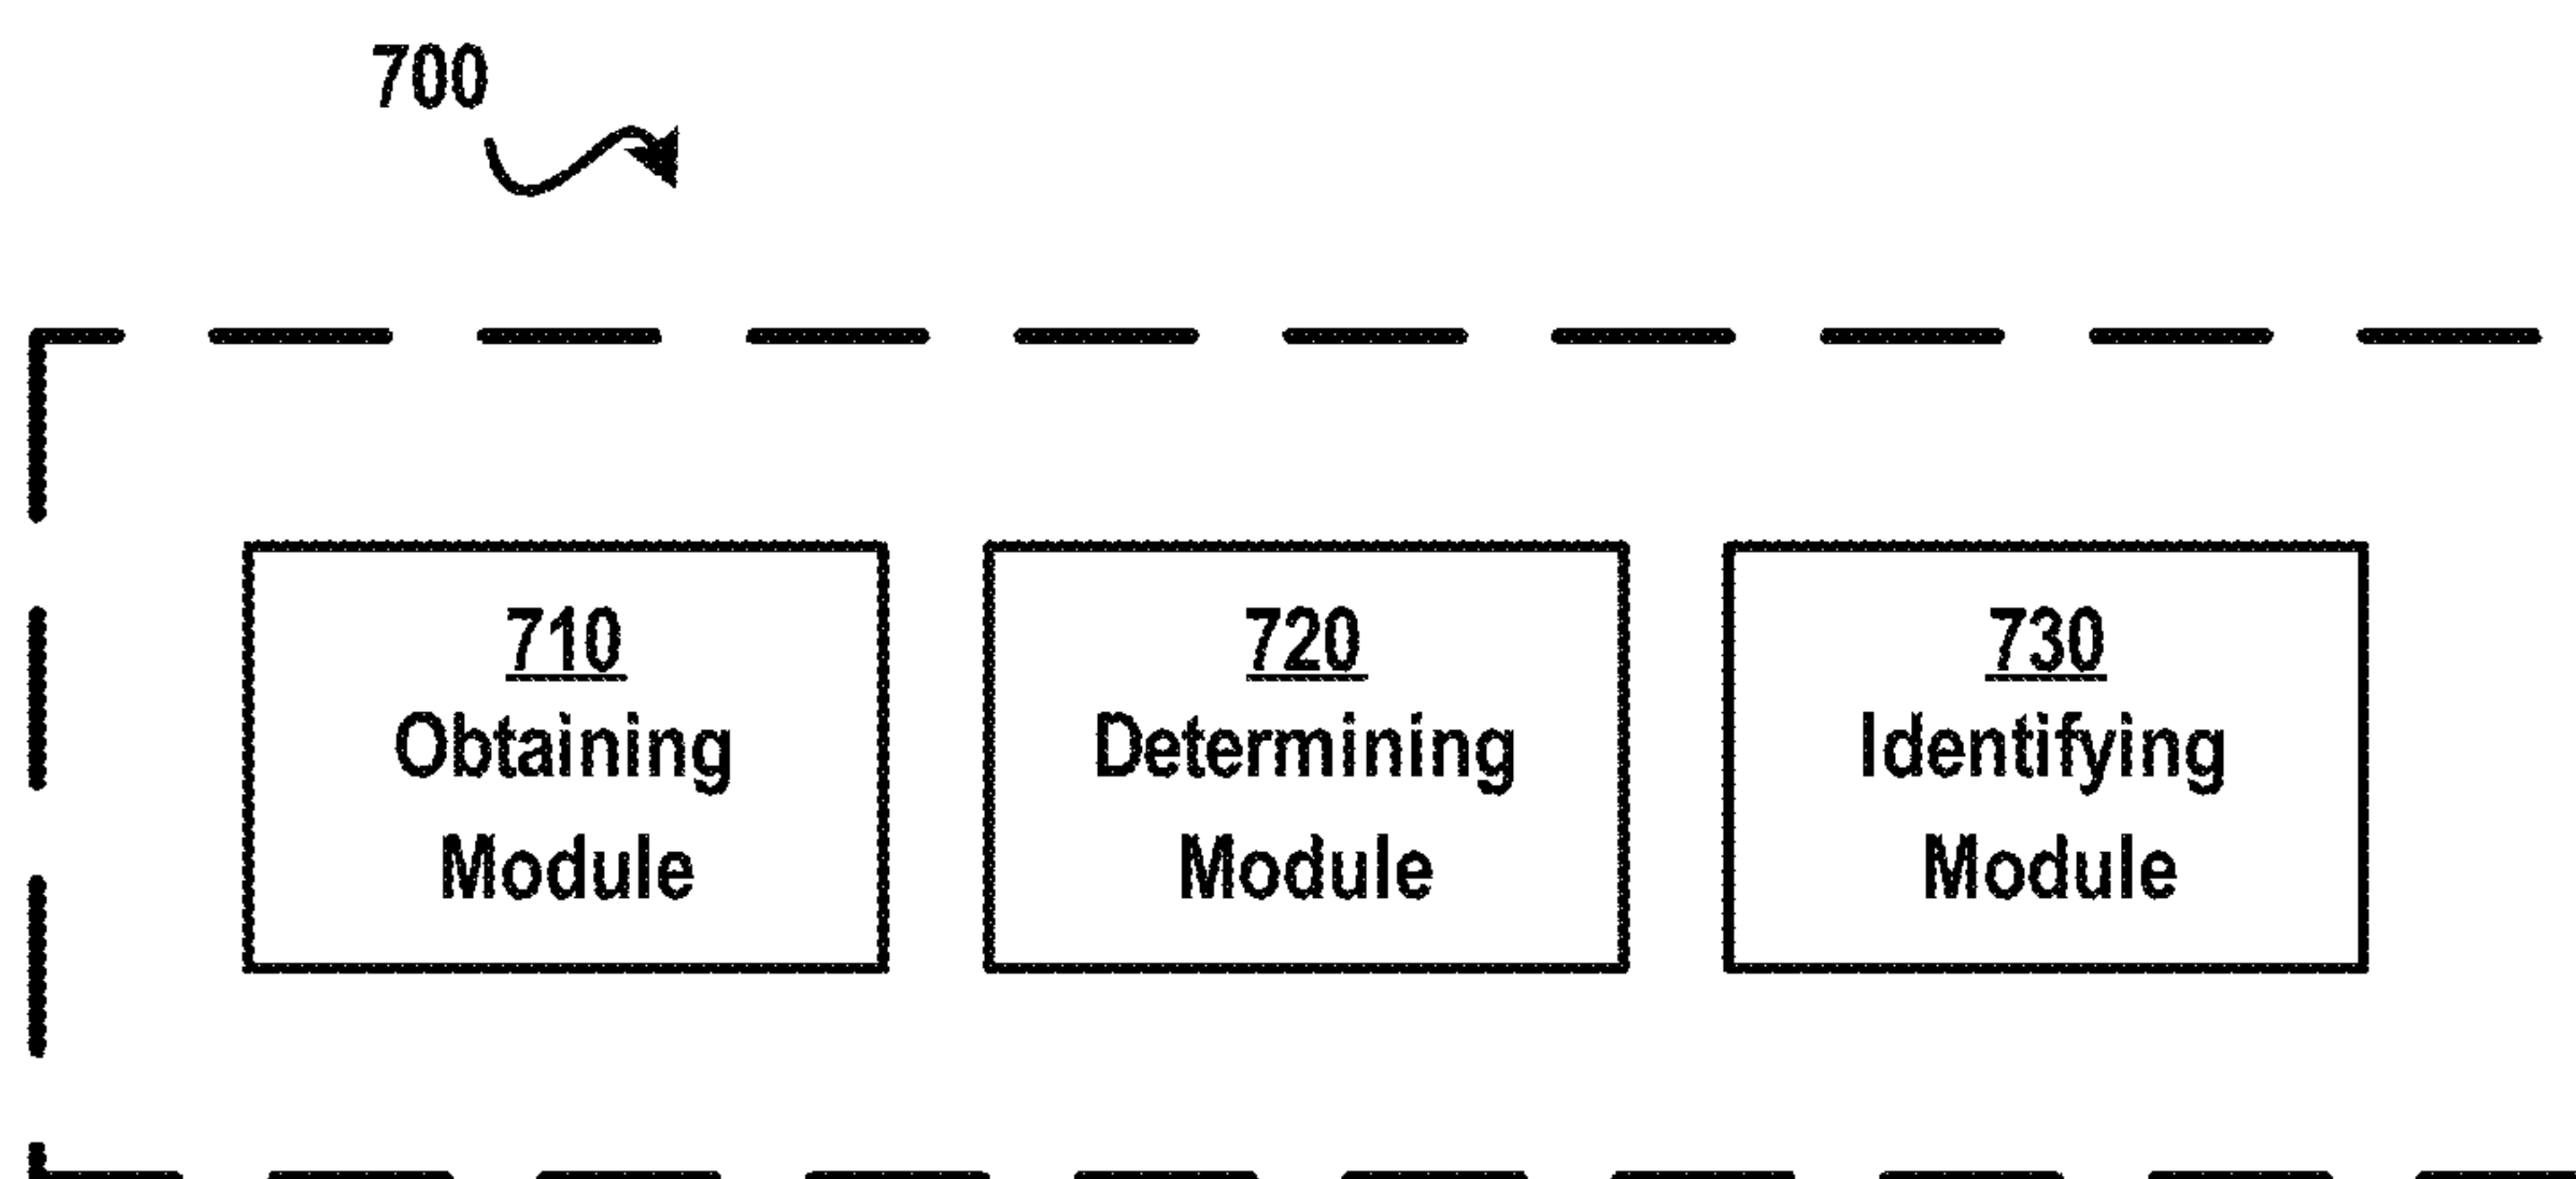 700
710
Obtaining
Module
720
Determining
Module
730
Identifying
Module